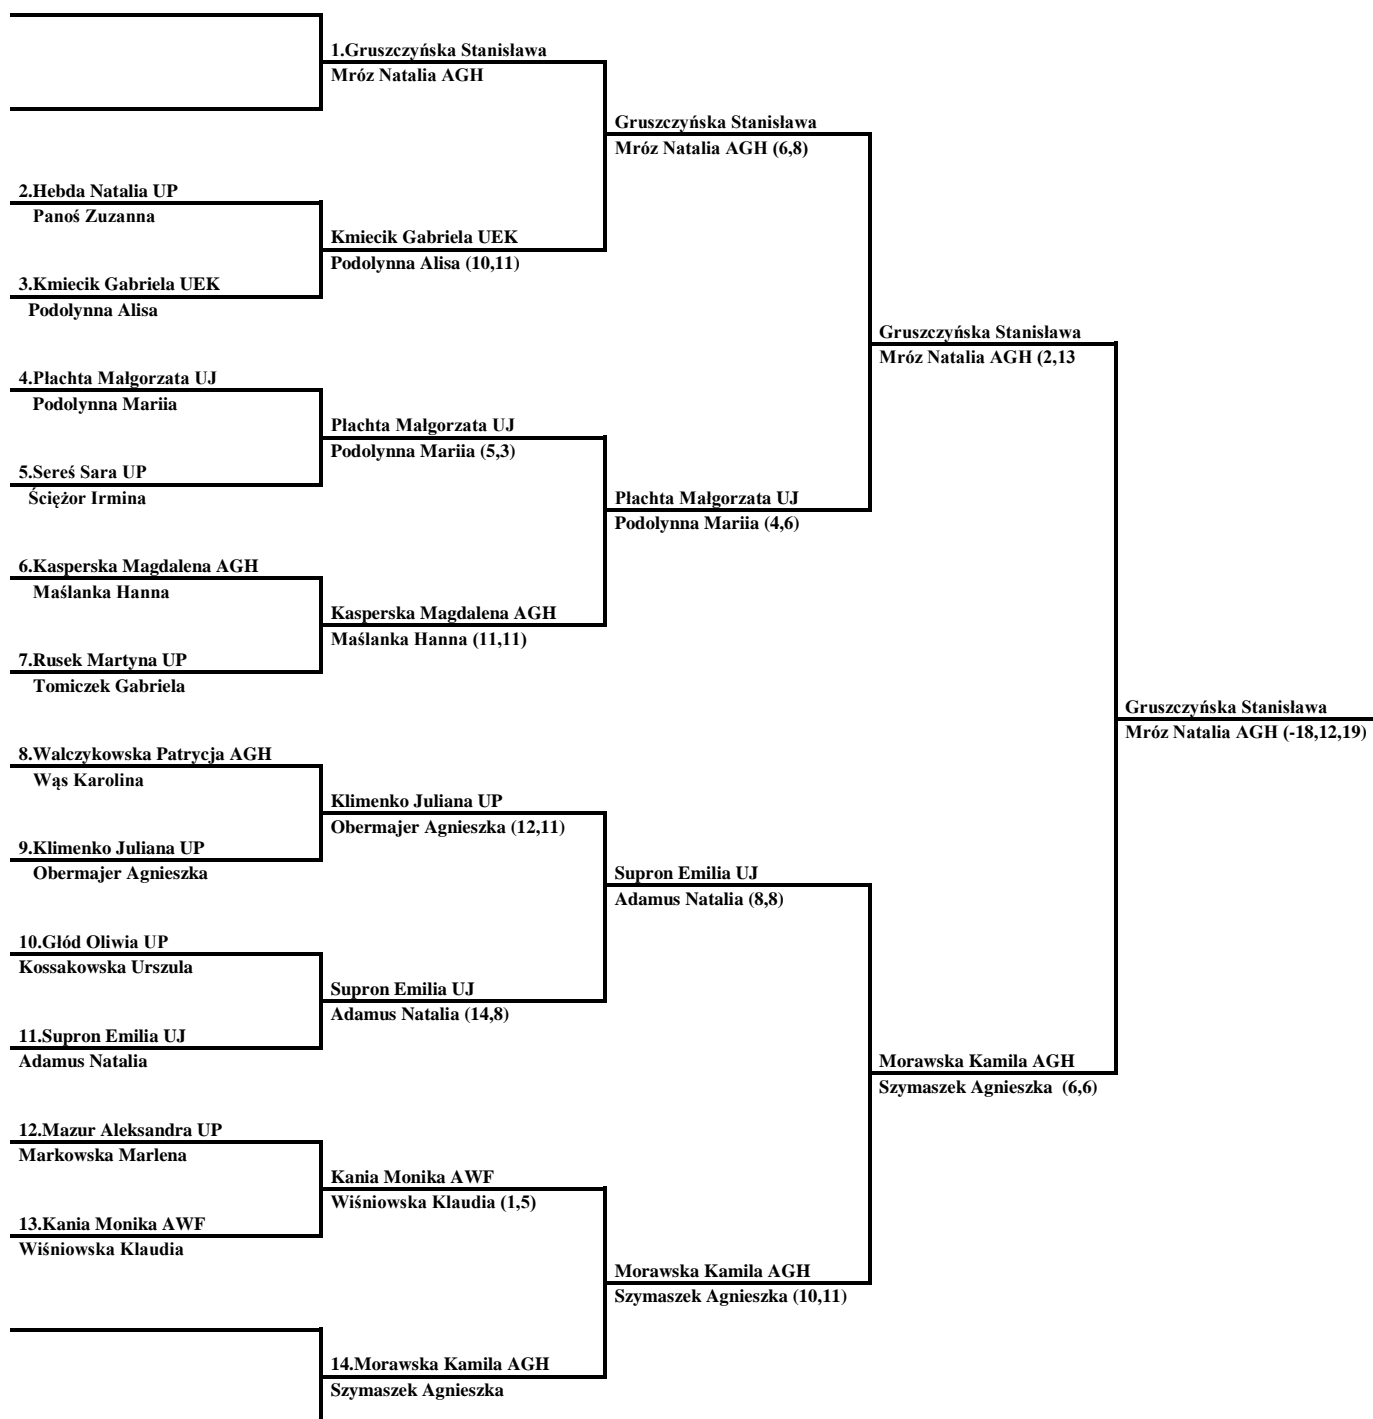 1.Gruszczyńska Stanisława
Mróz Natalia AGH
Gruszczyńska Stanisława
Mróz Natalia AGH (6,8)
2.Hebda Natalia UP
Panoś Zuzanna
Kmiecik Gabriela UEK
Podolynna Alisa (10,11)
3.Kmiecik Gabriela UEK
Podolynna Alisa
Gruszczyńska Stanisława
Mróz Natalia AGH (2,13
4.Płachta Małgorzata UJ
Podolynna Mariia
Płachta Małgorzata UJ
Podolynna Mariia (5,3)
5.Sereś Sara UP
Ściężor Irmina
Płachta Małgorzata UJ
Podolynna Mariia (4,6)
6.Kasperska Magdalena AGH
Maślanka Hanna
Kasperska Magdalena AGH
Maślanka Hanna (11,11)
7.Rusek Martyna UP
Tomiczek Gabriela
Gruszczyńska Stanisława
Mróz Natalia AGH (-18,12,19)
8.Walczykowska Patrycja AGH
Wąs Karolina
Klimenko Juliana UP
Obermajer Agnieszka (12,11)
9.Klimenko Juliana UP
Obermajer Agnieszka
Supron Emilia UJ
Adamus Natalia (8,8)
10.Głód Oliwia UP
Kossakowska Urszula
Supron Emilia UJ
Adamus Natalia (14,8)
11.Supron Emilia UJ
Adamus Natalia
Morawska Kamila AGH
Szymaszek Agnieszka  (6,6)
12.Mazur Aleksandra UP
Markowska Marlena
Kania Monika AWF
Wiśniowska Klaudia (1,5)
13.Kania Monika AWF
Wiśniowska Klaudia
Morawska Kamila AGH
Szymaszek Agnieszka (10,11)
14.Morawska Kamila AGH
Szymaszek Agnieszka